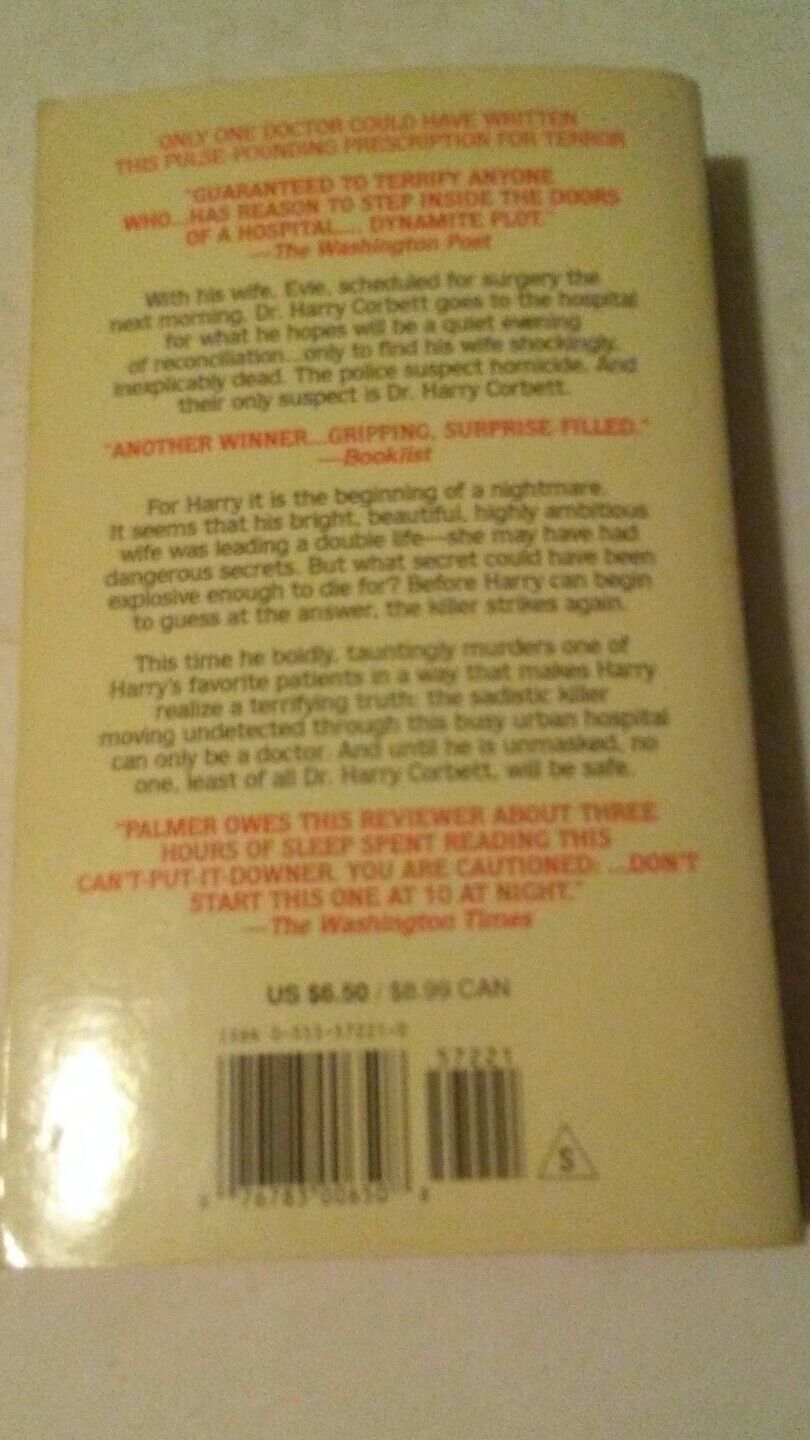 ONLY ONE DOCTOR COULD HAVE WRITTEN
THIS PULSE-POUNDING PRESCRIPTION FOR TERROR
"GUARANTEED TO TERRIFY ANYONE
WHO...HAS REASON TO STEP INSIDE THE DOORS
OF A HOSPITAL.... DYNAMITE PLOT."
—The Washington Post
With his wife, Evie, scheduled for surgery the
next morning, Dr. Harry Corbett goes to the hospital
for what he hopes will be a quiet evening
of reconciliation...only to find his wife shockingly,
inexplicably dead. The police suspect homicide. And
their only suspect is Dr. Harry Corbett.
"ANOTHER WINNER...GRIPPING, SURPRISE-FILLED."
—Booklist
For Harry it is the beginning of a nightmare.
It seems that his bright, beautiful, highly ambitious
wife was leading a double life—she may have had
dangerous secrets. But what secret could have been
explosive enough to die for? Before Harry can begin
to guess at the answer, the killer strikes again.
This time he boldly, tauntingly murders one of
Harry's favorite patients in a way that makes Harry
realize a terrifying truth: the sadistic killer
moving undetected through this busy urban hospital
can only be a doctor. And until he is unmasked, no
one, least of all Dr. Harry Corbett, will be safe.
"PALMER OWES THIS REVIEWER ABOUT THREE
HOURS OF SLEEP SPENT READING THIS
CAN'T-PUT-IT-DOWNER. YOU ARE CAUTIONED: ...DON'T
START THIS ONE AT 10 AT NIGHT."
—The Washington Times
US $6.50 / $8.99 CAN
ISBN 0-553-57221-0
57221
76783 00650
S